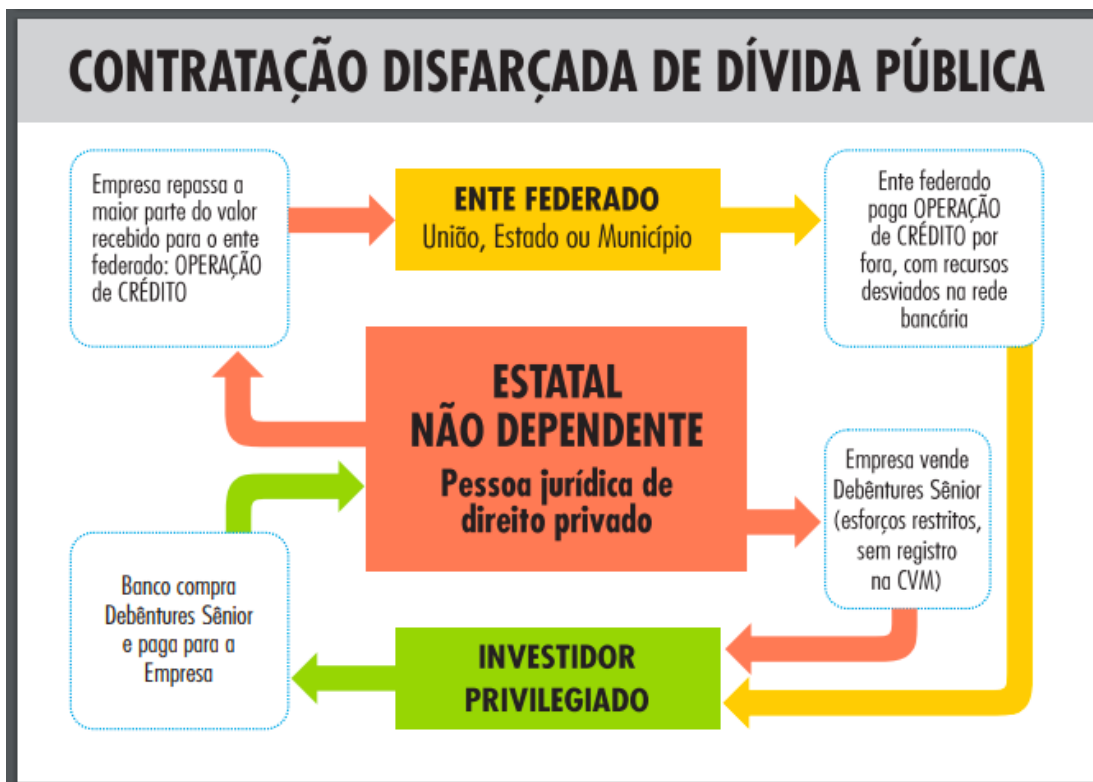 CONTRATAÇÃO DISFARÇADA DE DÍVIDA PÚBLICA
Empresa repassa a
maior parte do valor
recebido para o ente
federado: OPERAÇÃO
de CRÉDITO
ENTE FEDERADO
União, Estado ou Município
Ente federado
paga OPERAÇÃO
de CRÉDITO por
fora, com recursos
desviados na rede
bancária
ESTATAL
NÃO DEPENDENTE
Pessoa jurídica de
direito privado
Empresa vende
Debêntures Sênior
(esforços restritos,
sem registro
na CVM)
Banco compra
Debêntures Sênior
e paga para a
Empresa
INVESTIDOR
PRIVILEGIADO